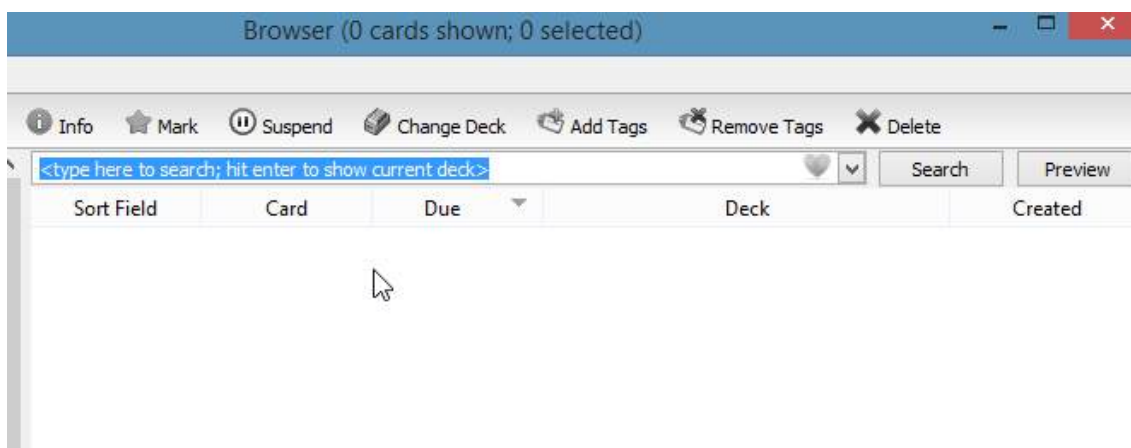 Browser (0 cards shown; 0 selected)
Info Mark Suspend Change Deck Add Tags Remove Tags Delete
<type here to search; hit enter to show current deck> Search Preview
Sort Field Card Due Deck Created